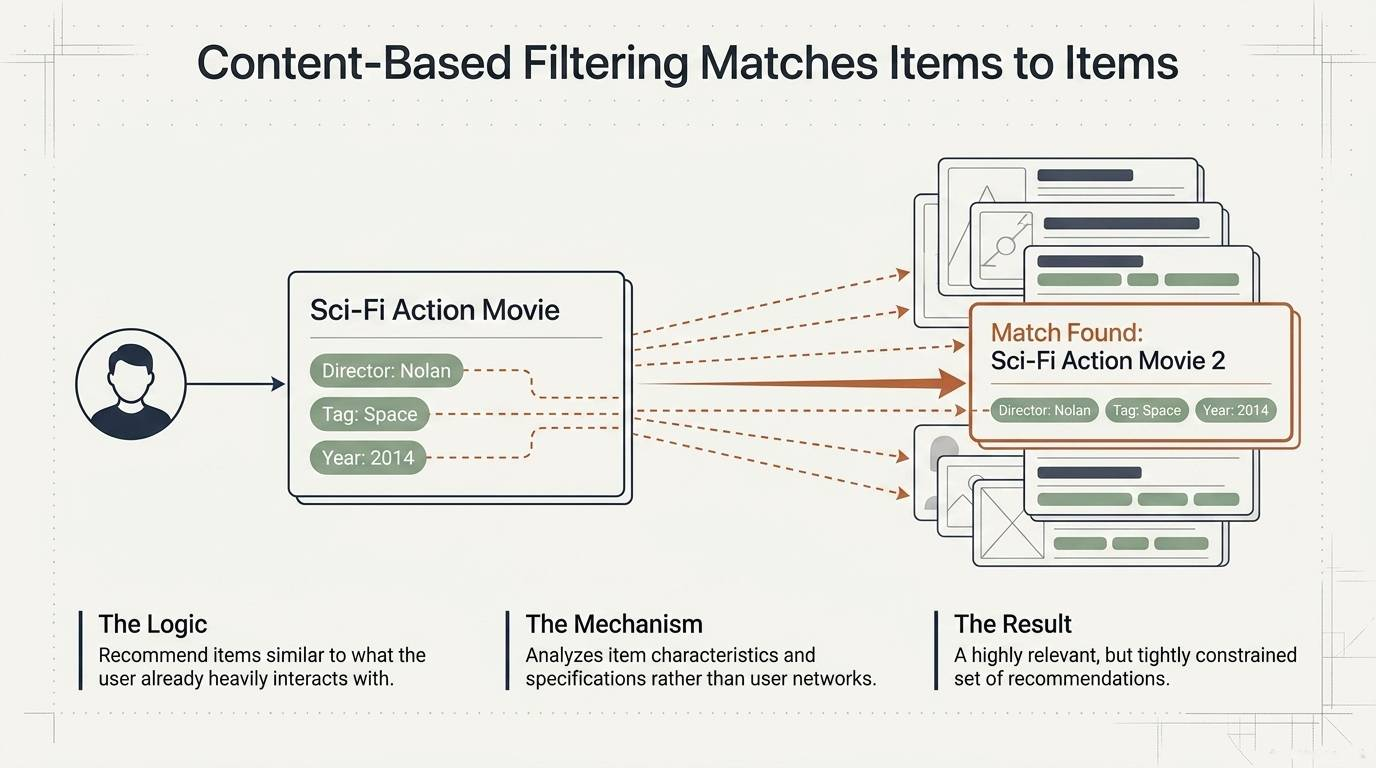 Content-Based Filtering Matches Items to Items
Sci-Fi Action Movie
Director: Nolan
Tag: Space
Year: 2014
Match Found:
Sci-Fi Action Movie 2
Director: Nolan
Tag: Space
Year: 2014
The Logic
Recommend items similar to what the
user already heavily interacts with.
The Mechanism
Analyzes item characteristics and
specifications rather than user networks.
The Result
A highly relevant, but tightly constrained
set of recommendations.